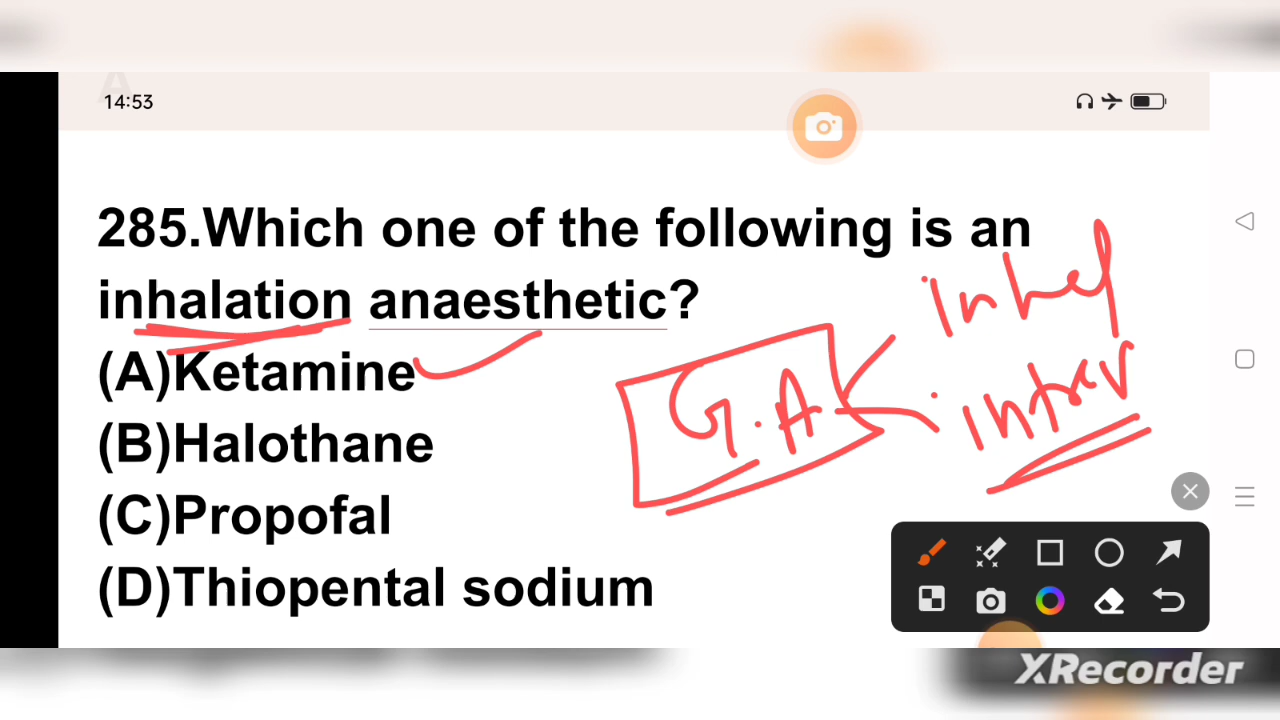 14:53
285.Which one of the following is an
inhalation anaesthetic?
(A)Ketamine
(B)Halothane
(C)Propofal
(D)Thiopental sodium
G.A
inhal
intrav
XRecorder